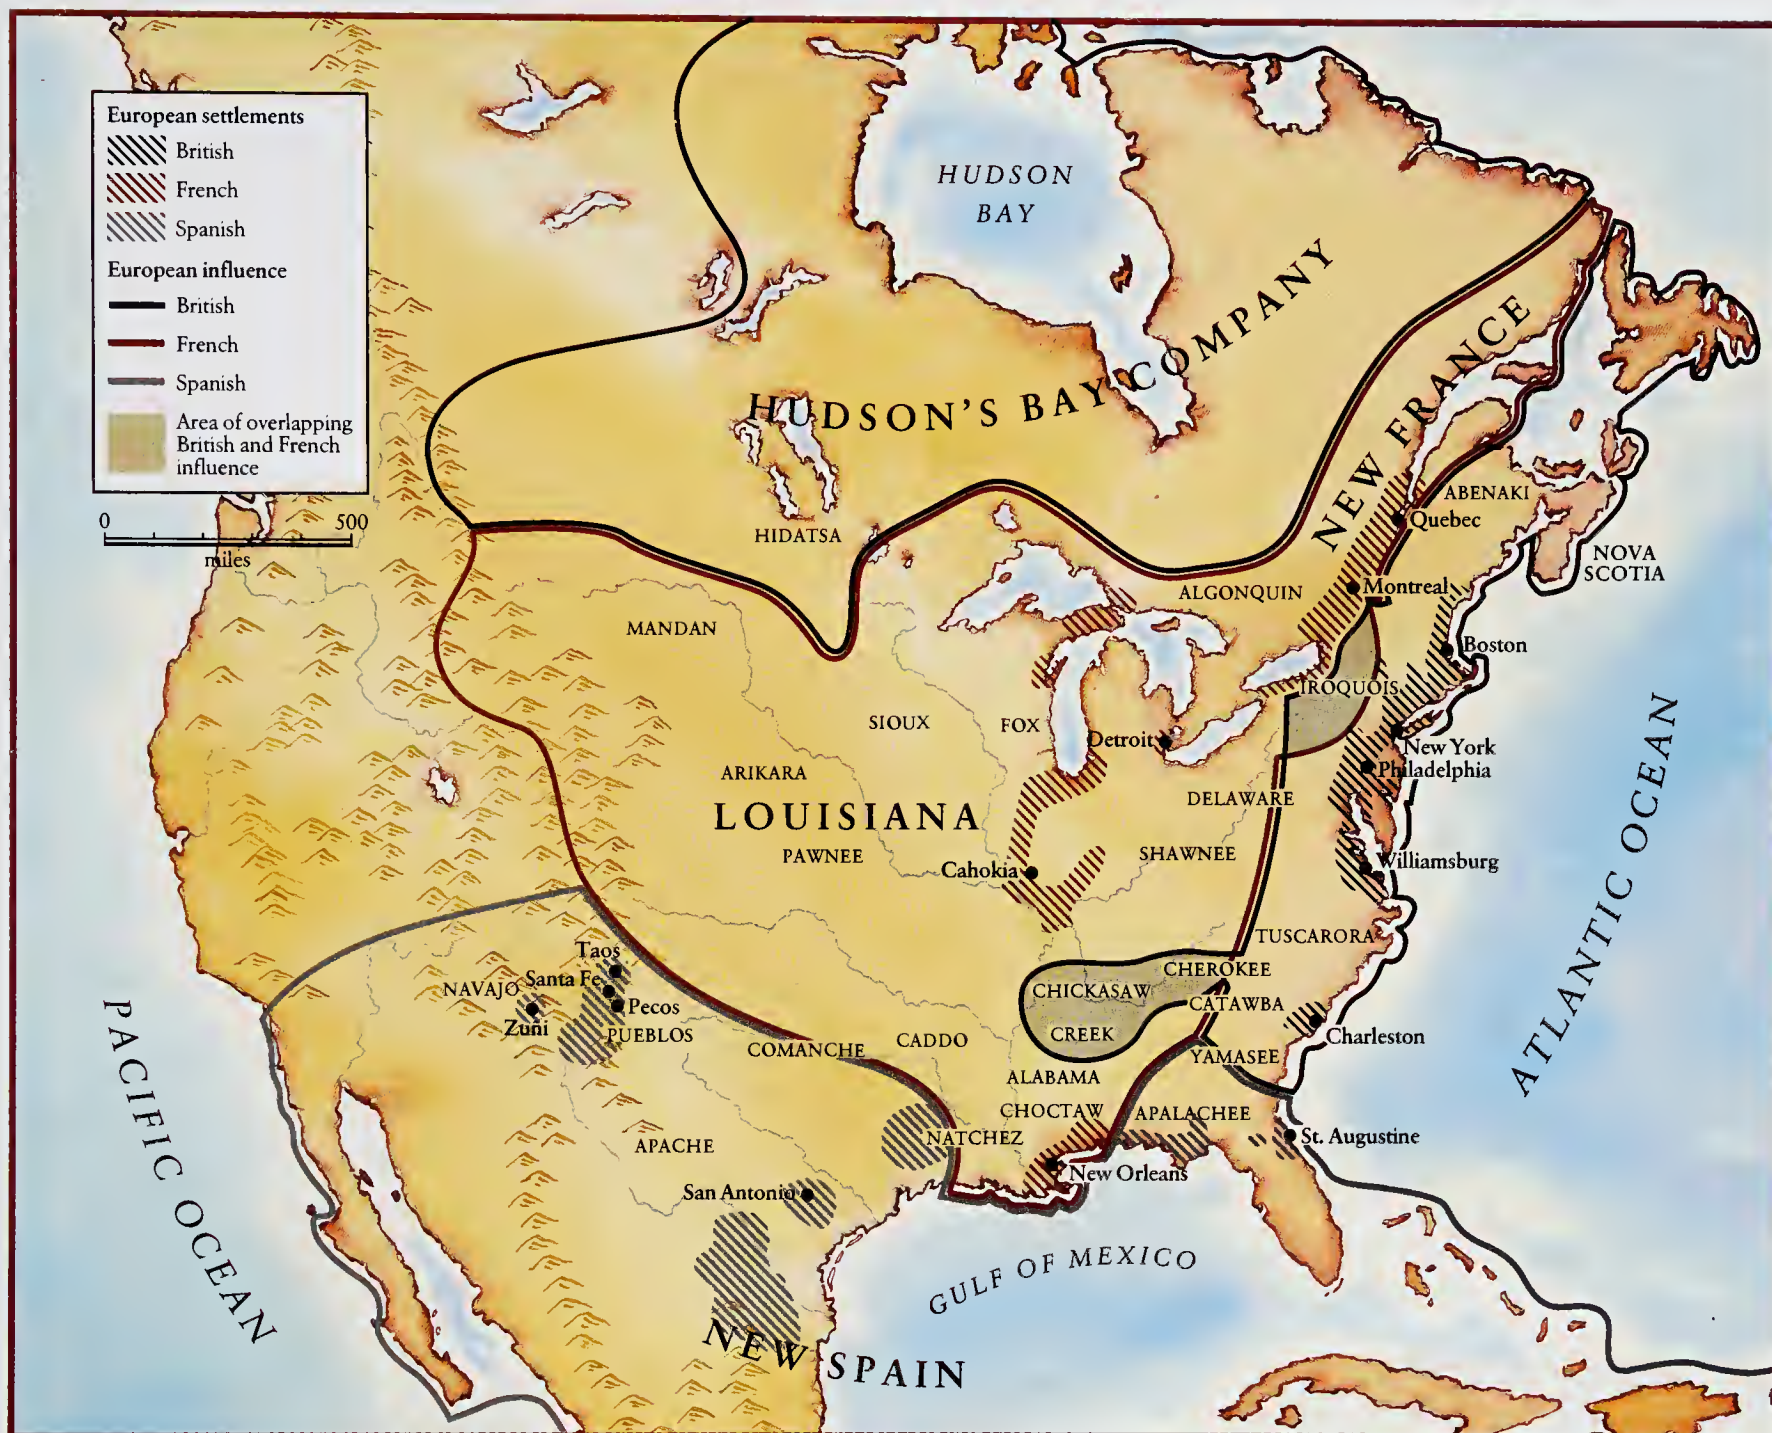 European settlements
British
French
Spanish
European influence
British
French
Spanish
Area of overlapping
British and French
influence
0
500
miles
HUDSON
BAY
HUDSON'S BAY COMPANY
NEW FRANCE
ABENAKI
Quebec
NOVA
SCOTIA
HIDATSA
ALGONQUIN
Montreal
MANDAN
Boston
IROQUOIS
SIOUX
FOX
Detroit
New York
Philadelphia
ARIKARA
DELAWARE
LOUISIANA
PAWNEE
SHAWNEE
Cahokia
Williamsburg
ATLANTIC OCEAN
TUSCARORA
Taos
CHEROKEE
NAVAJO
Santa Fe
CHICKASAW
CATAWBA
Pecos
Zuñi
PUEBLOS
CREEK
Charleston
COMANCHE
CADDO
YAMASEE
ALABAMA
PACIFIC OCEAN
CHOCTAW
APALACHEE
APACHE
NATCHEZ
St. Augustine
New Orleans
San Antonio
GULF OF MEXICO
NEW SPAIN